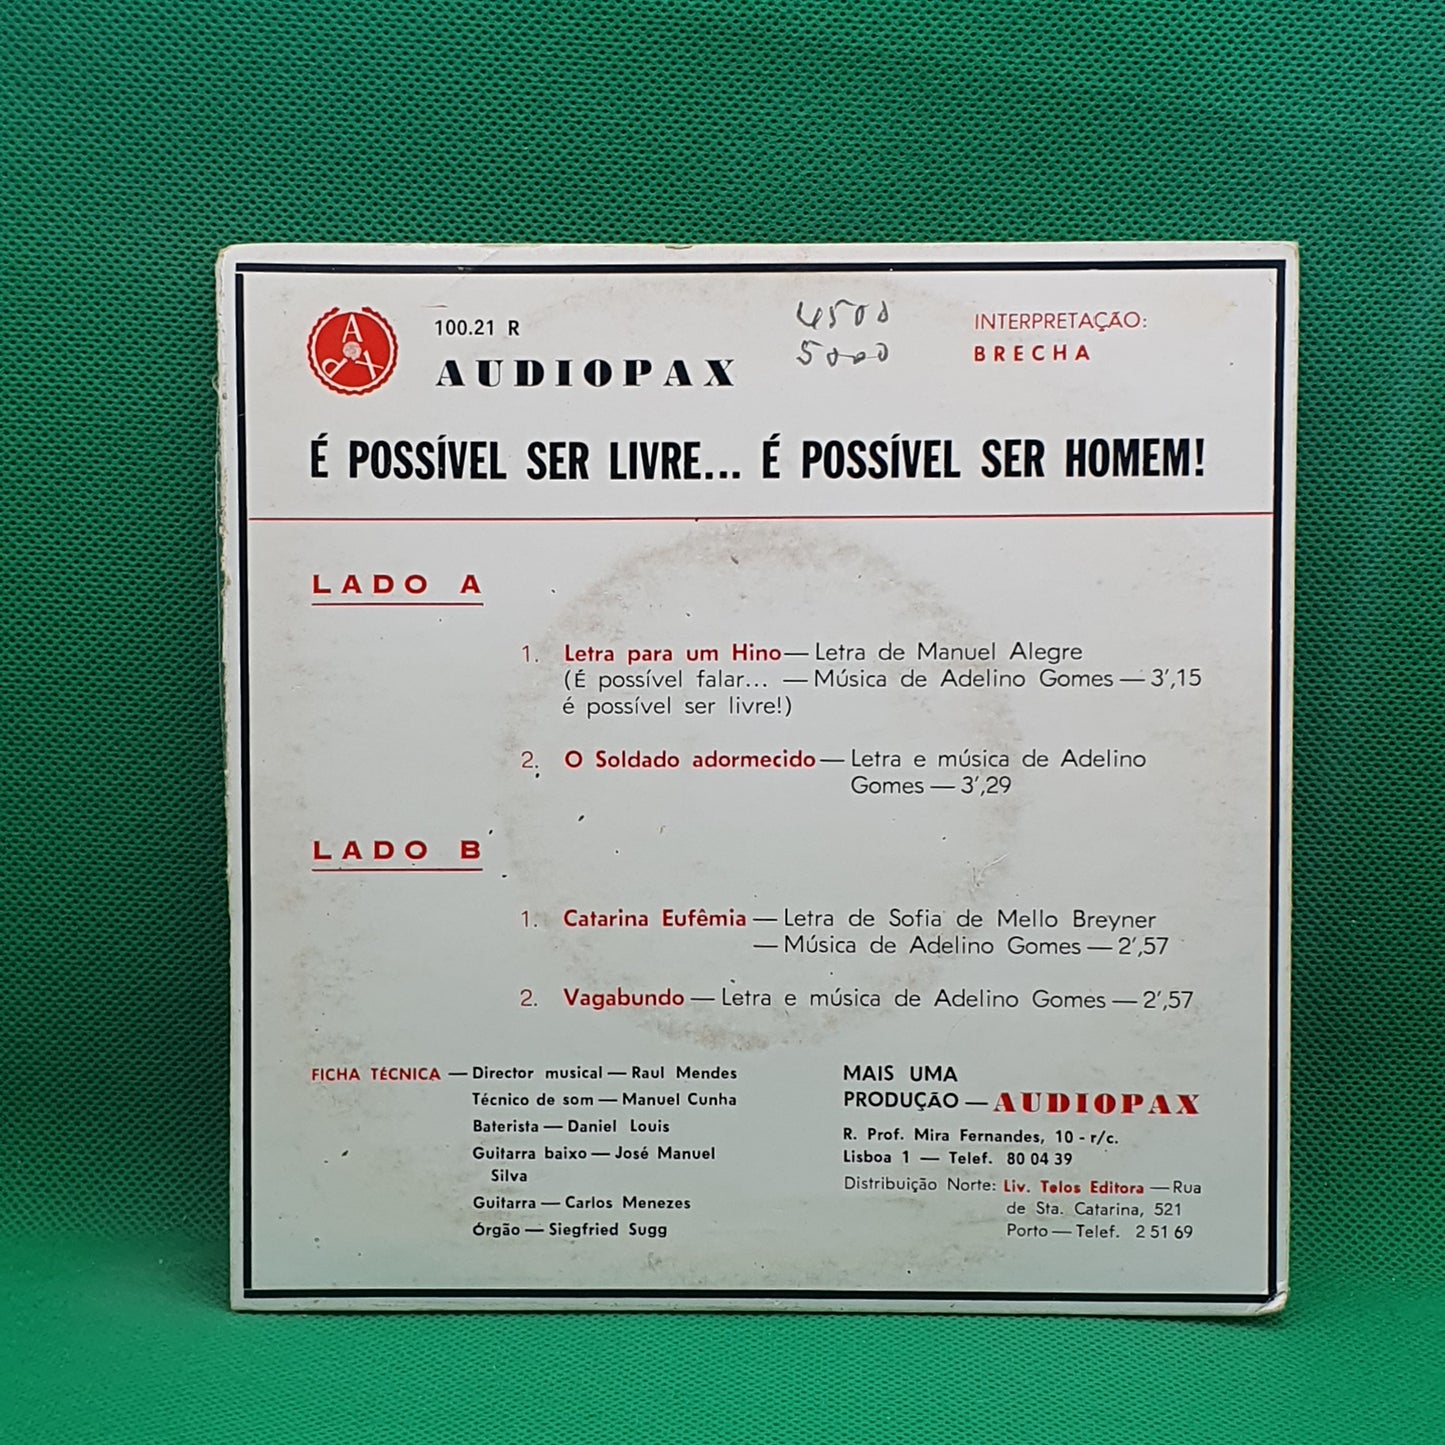 A P X
100.21 R
AUDIOPAX
4500
5000
INTERPRETAÇÃO:
BRECHA
É POSSÍVEL SER LIVRE... É POSSÍVEL SER HOMEM!
LADO A
1. Letra para um Hino — Letra de Manuel Alegre
(É possível falar... — Música de Adelino Gomes — 3',15
é possível ser livre!)
2. O Soldado adormecido — Letra e música de Adelino
Gomes — 3',29
LADO B
1. Catarina Eufêmia — Letra de Sofia de Mello Breyner
— Música de Adelino Gomes — 2',57
2. Vagabundo — Letra e música de Adelino Gomes — 2',57
FICHA TÉCNICA — Director musical — Raul Mendes
Técnico de som — Manuel Cunha
Baterista — Daniel Louis
Guitarra baixo — José Manuel
Silva
Guitarra — Carlos Menezes
Órgão — Siegfried Sugg
MAIS UMA
PRODUÇÃO — AUDIOPAX
R. Prof. Mira Fernandes, 10 - r/c.
Lisboa 1 — Telef. 80 04 39
Distribuição Norte: Liv. Telos Editora — Rua
de Sta. Catarina, 521
Porto — Telef. 2 51 69